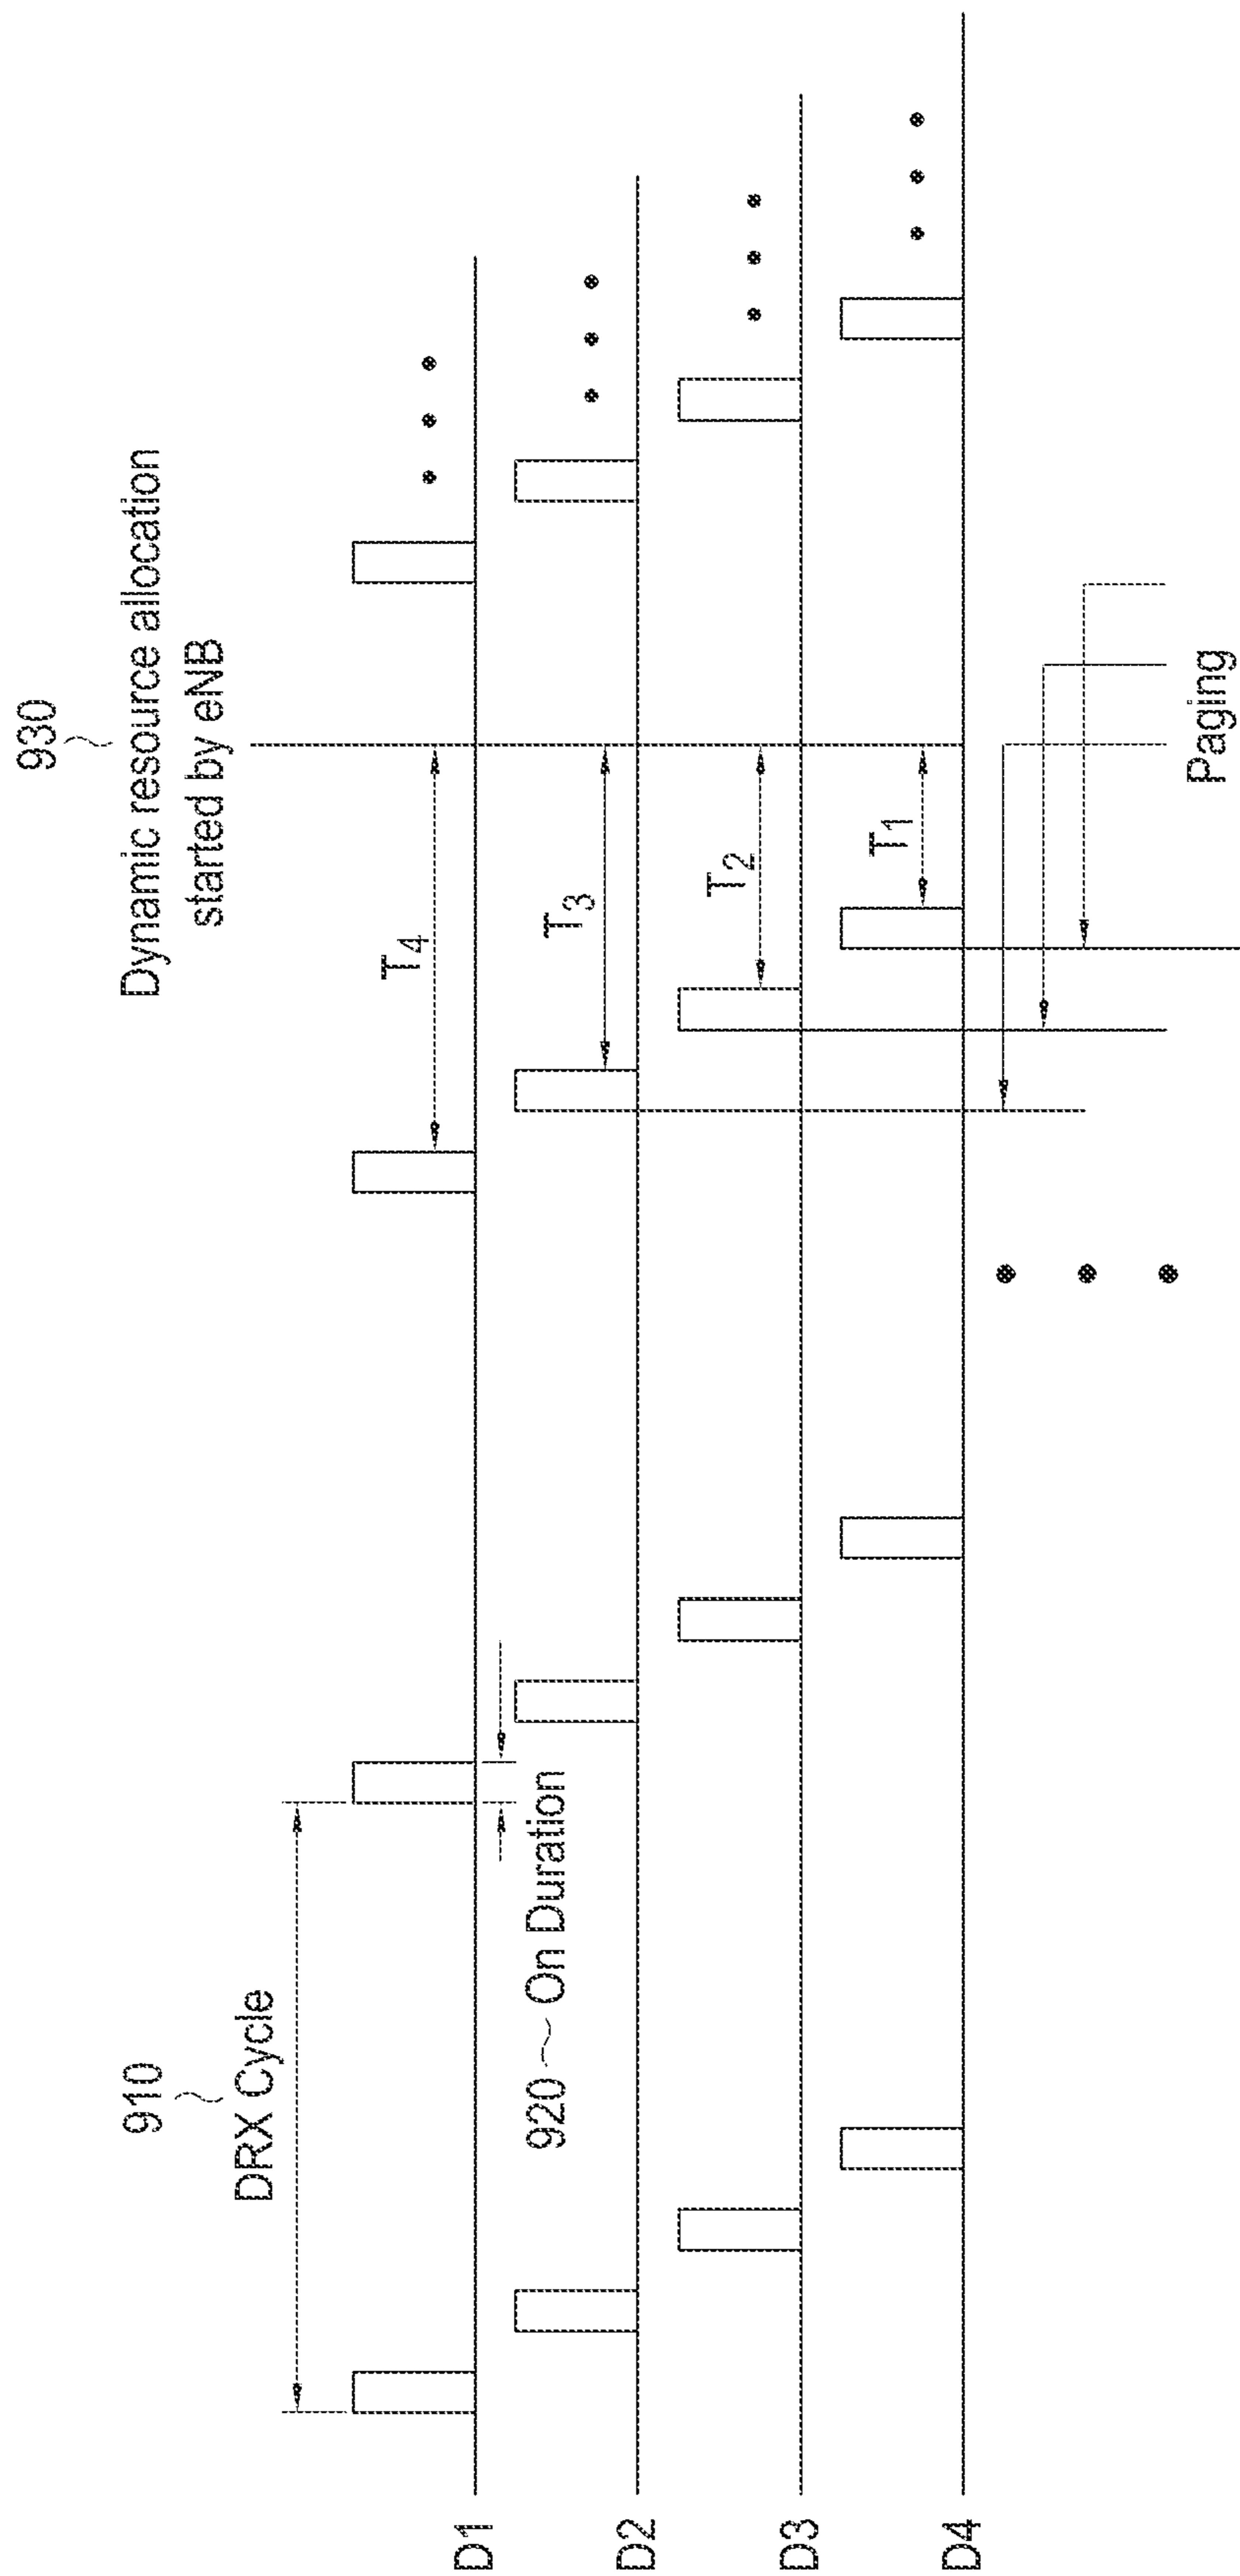 930
Dynamic resource allocation
started by eNB
910
DRX Cycle
920
On Duration
T4
T3
T2
T1
D1
D2
D3
D4
Paging